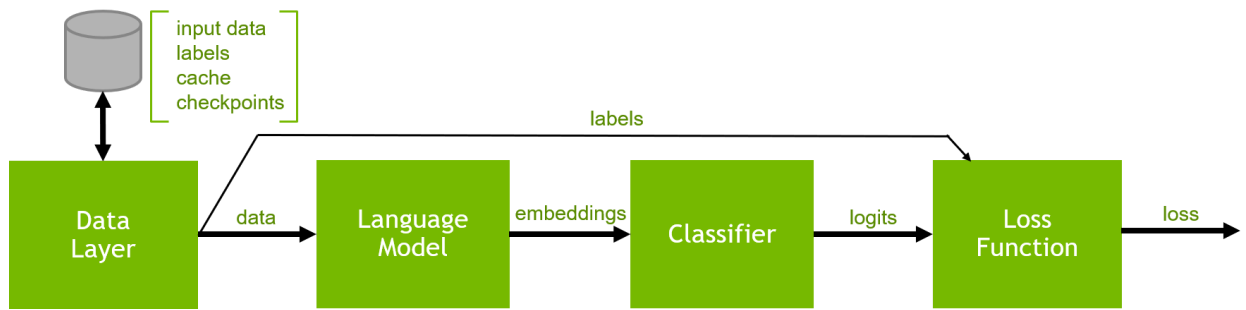 input data
labels
cache
checkpoints
labels
Data
Layer
data
Language
Model
embeddings
Classifier
logits
Loss
Function
loss